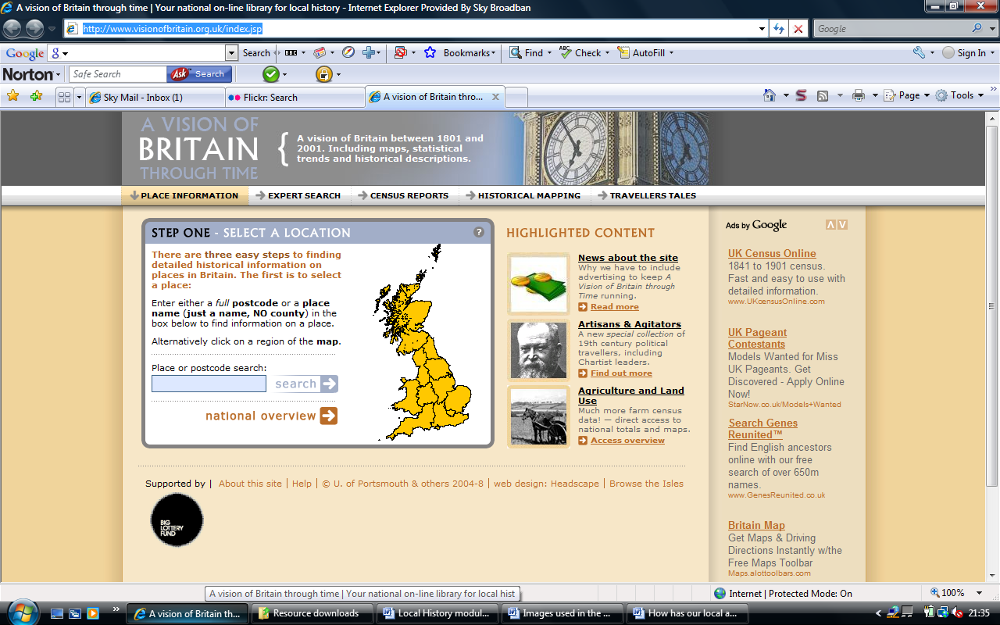 A vision of Britain through time | Your national on-line library for local history - Internet Explorer Provided By Sky Broadban
http://www.visionofbritain.org.uk/index.jsp
Google
Google
g
Search
BBC
Bookmarks
Find
ABC
Check
AutoFill
Sign In
Norton
Safe Search
Ask
Search
Sky Mail - Inbox (1)
Flickr: Search
A vision of Britain thro...
Page
Tools
A VISION OF
BRITAIN
THROUGH TIME
{
A vision of Britain between 1801 and
2001. Including maps, statistical
trends and historical descriptions.
PLACE INFORMATION
EXPERT SEARCH
CENSUS REPORTS
HISTORICAL MAPPING
TRAVELLERS TALES
STEP ONE - SELECT A LOCATION
?
There are three easy steps to finding
detailed historical information on
places in Britain. The first is to select
a place:
Enter either a full postcode or a place
name (just a name, NO county) in the
box below to find information on a place.
Alternatively click on a region of the map.
Place or postcode search:
search
national overview
HIGHLIGHTED CONTENT
News about the site
Why we have to include
advertising to keep A
Vision of Britain through
Time running.
Read more
Artisans & Agitators
A new special collection of
19th century political
travellers, including
Chartist leaders.
Find out more
Agriculture and Land
Use
Much more farm census
data! — direct access to
national totals and maps.
Access overview
Ads by Google
UK Census Online
1841 to 1901 census.
Fast and easy to use with
detailed information.
www.UKcensusOnline.com
UK Pageant
Contestants
Models Wanted for Miss
UK Pageants. Get
Discovered - Apply Online
Now!
StarNow.co.uk/Models+Wanted
Search Genes
Reunited™
Find English ancestors
online with our free
search of over 650m
names.
www.GenesReunited.co.uk
Britain Map
Get Maps & Driving
Directions Instantly w/the
Free Maps Toolbar
Maps.alottoolbars.com
Supported by | About this site | Help | © U. of Portsmouth & others 2004-8 | web design: Headscape | Browse the Isles
BIG
LOTTERY
FUND
A vision of Britain through time | Your national on-line library for local hist
Internet | Protected Mode: On
100%
A vision of Britain th...
Resource downloads
Local History modul...
Images used in the ...
How has our local a...
21:35